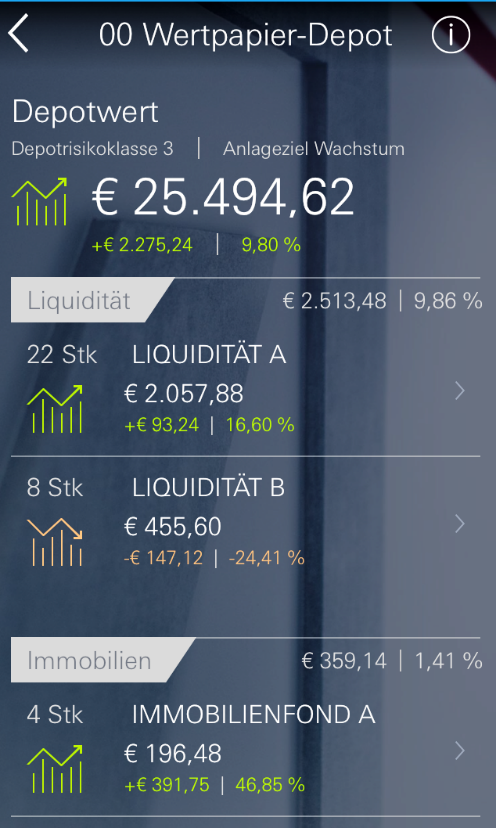 00 Wertpapier-Depot
Depotwert
Depotrisikoklasse 3 | Anlageziel Wachstum
€ 25.494,62
+€ 2.275,24 | 9,80 %
Liquidität € 2.513,48 | 9,86 %
22 Stk LIQUIDITÄT A
€ 2.057,88
+€ 93,24 | 16,60 %
8 Stk LIQUIDITÄT B
€ 455,60
-€ 147,12 | -24,41 %
Immobilien € 359,14 | 1,41 %
4 Stk IMMOBILIENFOND A
€ 196,48
+€ 391,75 | 46,85 %